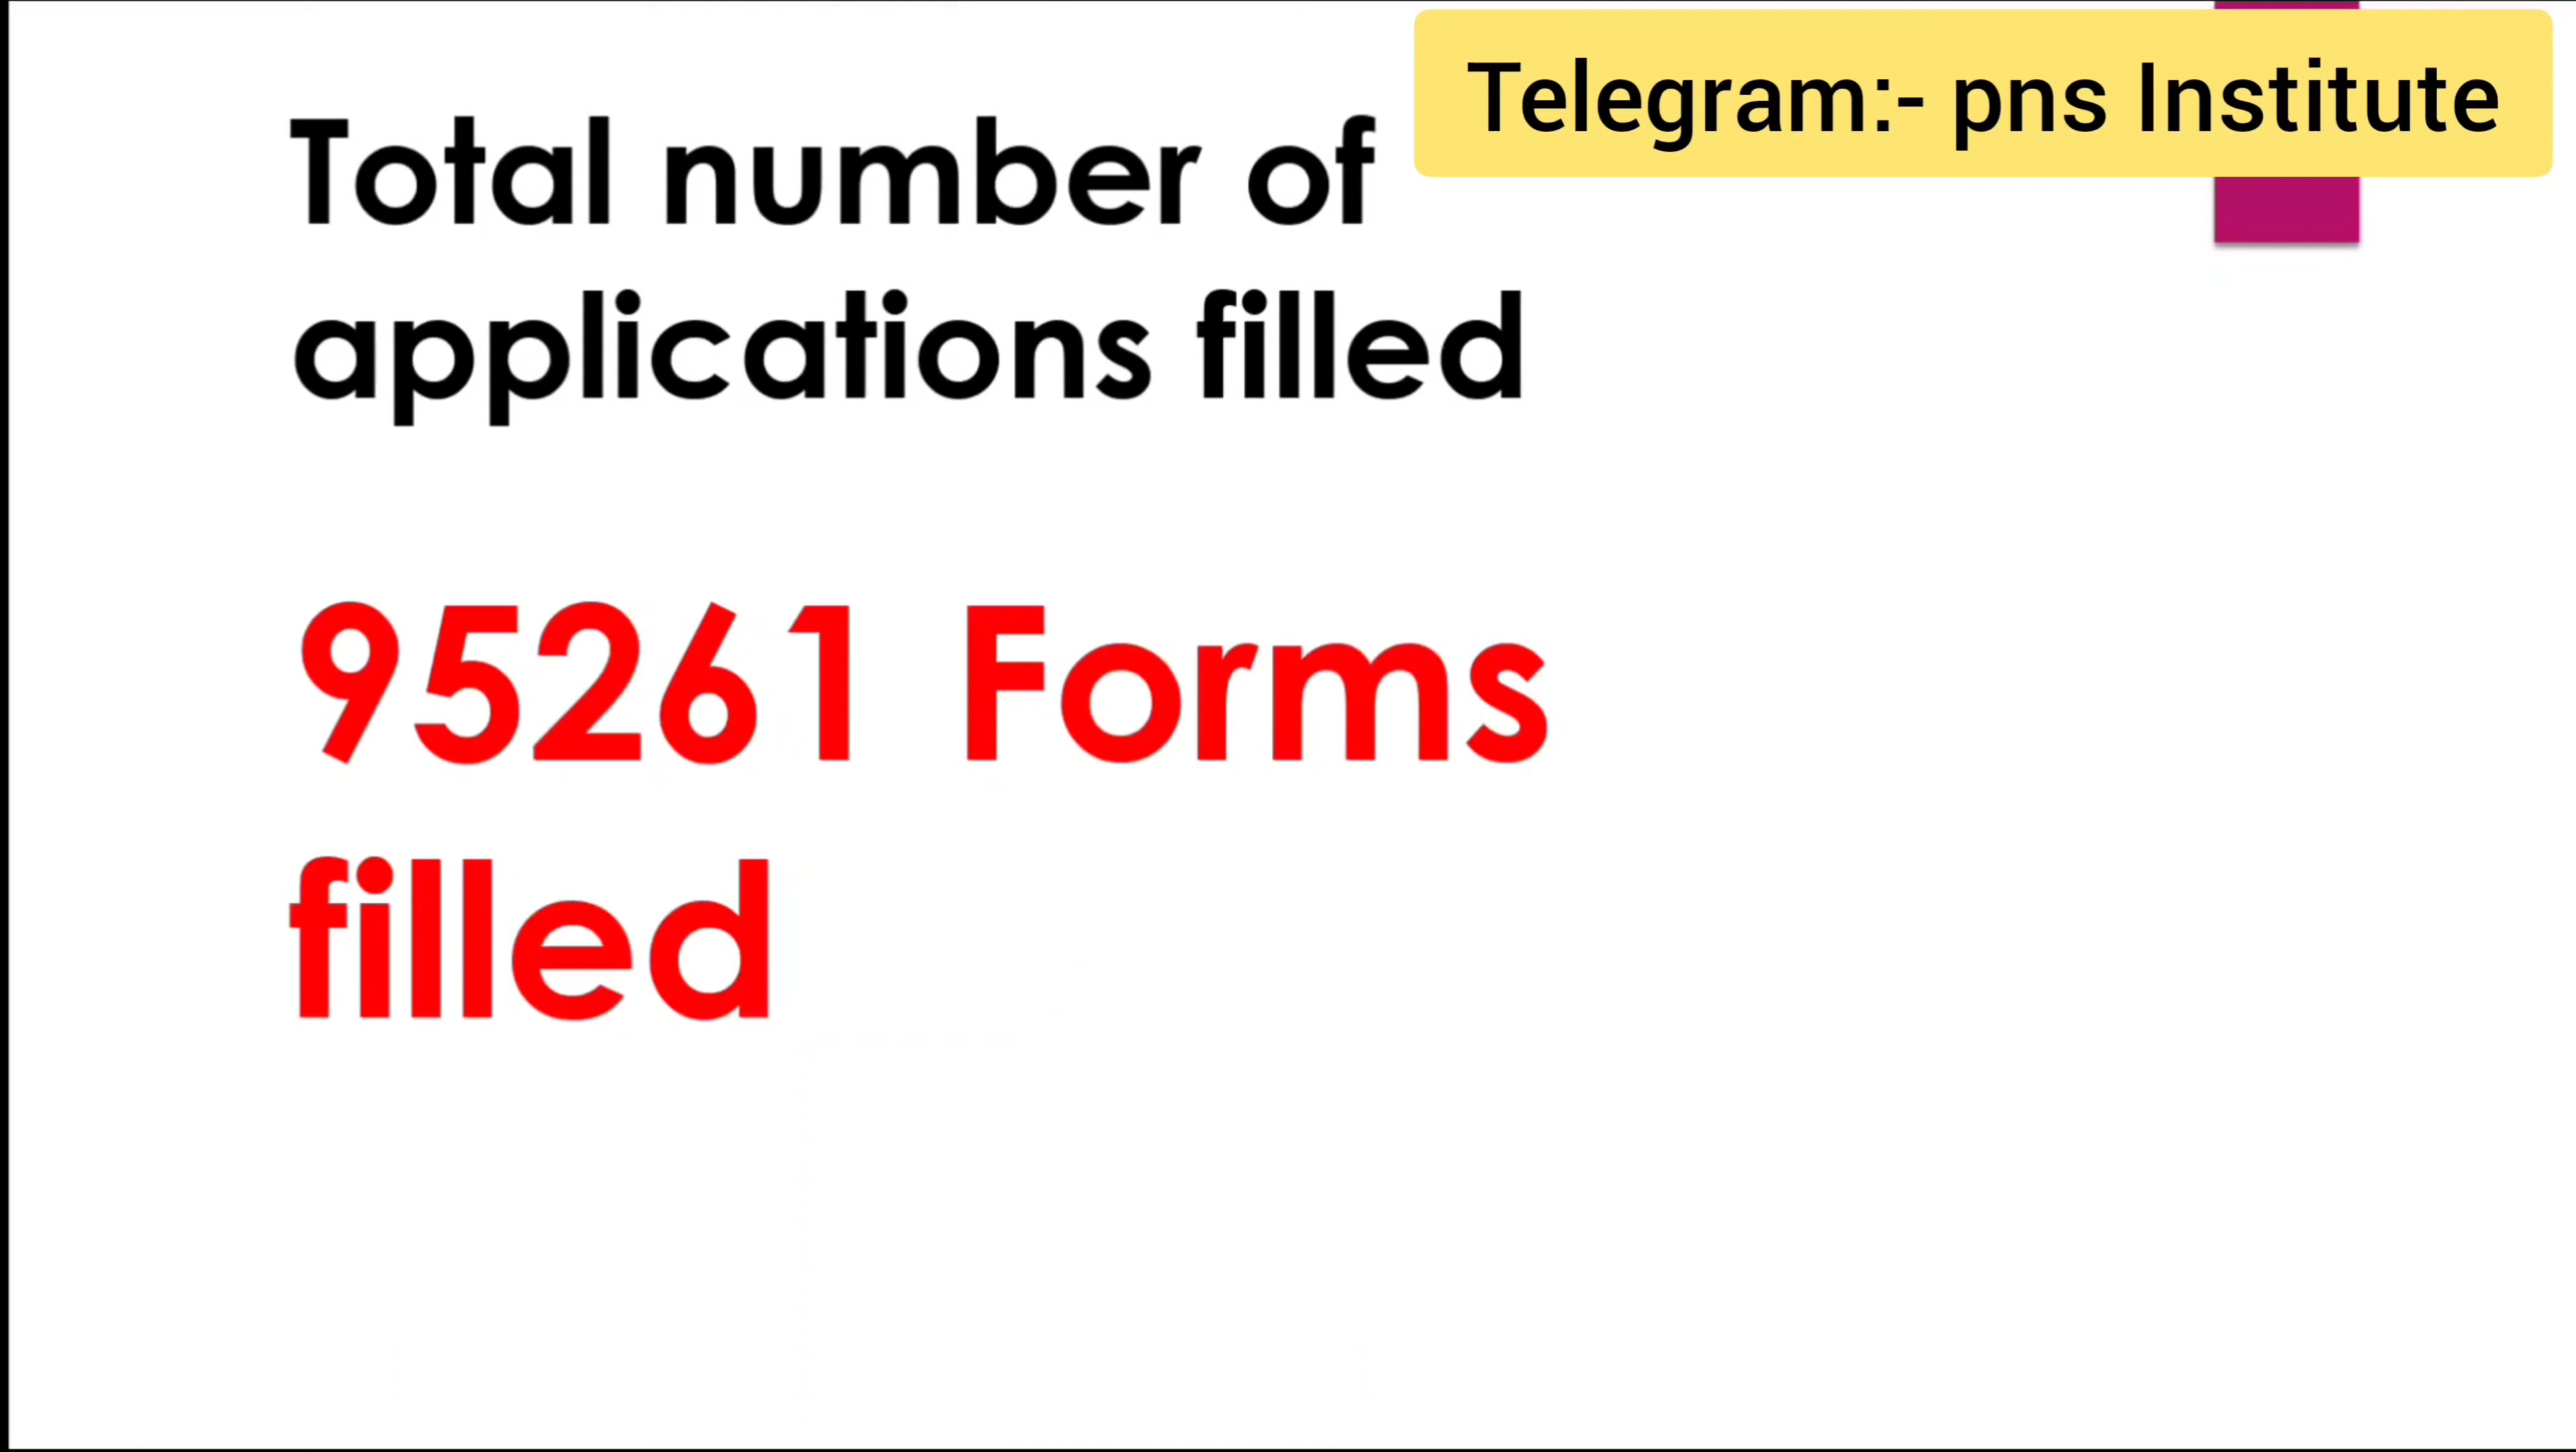 Telegram:- pns Institute
Total number of
applications filled
95261 Forms
filled